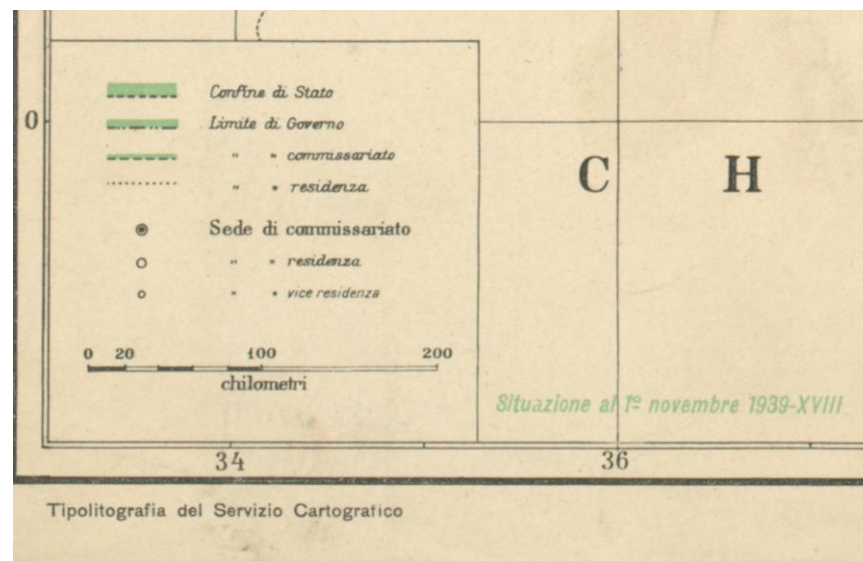 Confine di Stato
Limite di Governo
" " commissariato
" " residenza
0
C H
Sede di commissariato
" " residenza
" " vice residenza
0 20 100 200
chilometri
Situazione al 1º novembre 1939-XVIII
34 36
Tipolitografia del Servizio Cartografico